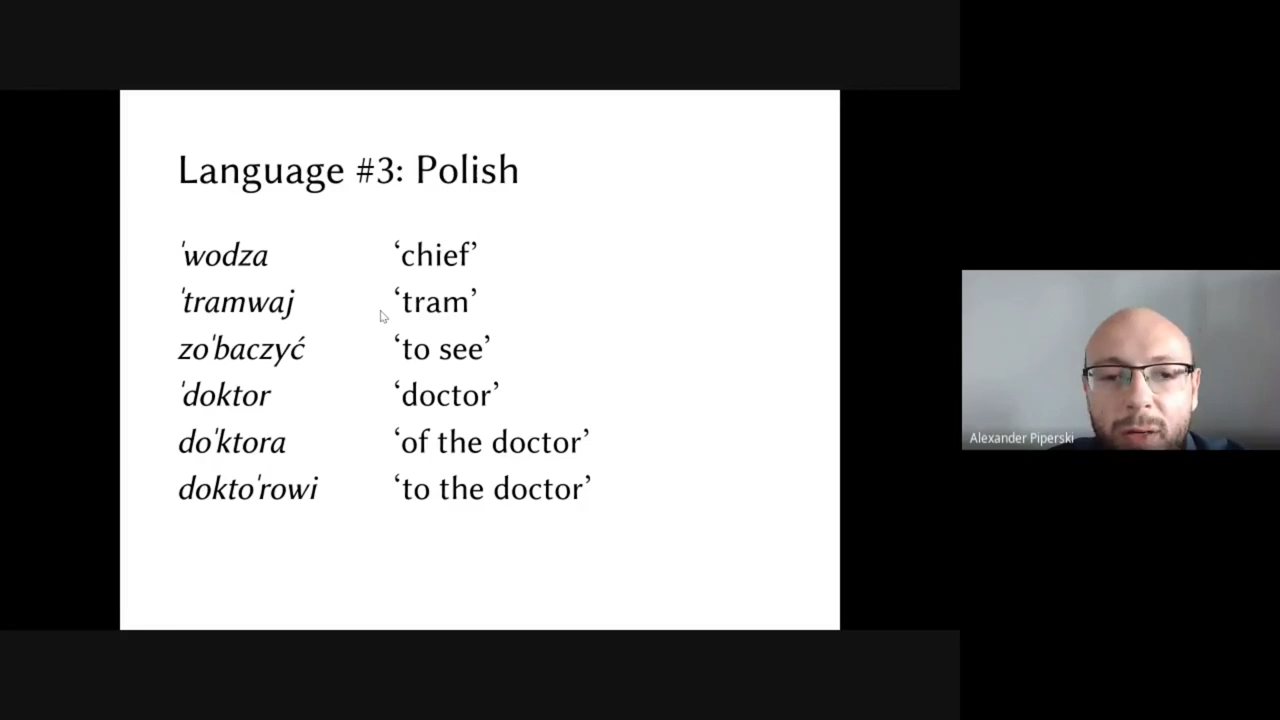 Language #3: Polish
ˈwodza ‘chief’
ˈtramwaj ‘tram’
zoˈbaczyć ‘to see’
ˈdoktor ‘doctor’
doˈktora ‘of the doctor’
doktoˈrowi ‘to the doctor’
Alexander Piperski